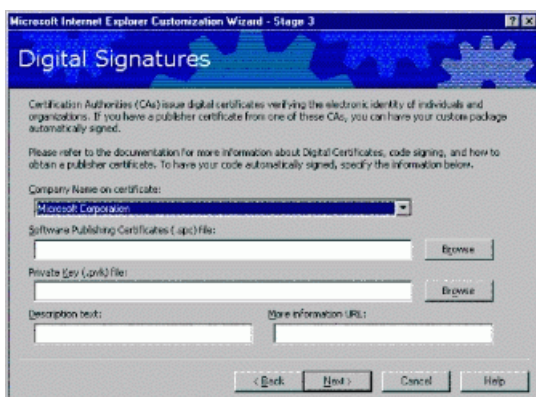 Microsoft Internet Explorer Customization Wizard - Stage 3
Digital Signatures
Certification Authorities (CAs) issue digital certificates verifying the electronic identity of individuals and
organizations. If you have a publisher certificate from one of these CAs, you can have your custom package
automatically signed.
Please refer to the documentation for more information about Digital Certificates, code signing, and how to
obtain a publisher certificate. To have your code automatically signed, specify the information below.
Company Name on certificate:
Microsoft Corporation
Software Publishing Certificates (.spc) file:
Browse
Private Key (.pvk) file:
Browse
Description text: More information URL:
< Back Next > Cancel Help